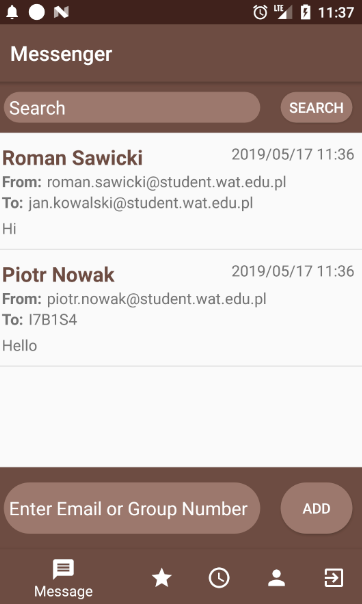 LTE 11:37
Messenger
Search SEARCH
Roman Sawicki 2019/05/17 11:36
From: roman.sawicki@student.wat.edu.pl
To: jan.kowalski@student.wat.edu.pl
Hi
Piotr Nowak 2019/05/17 11:36
From: piotr.nowak@student.wat.edu.pl
To: I7B1S4
Hello
Enter Email or Group Number ADD
Message